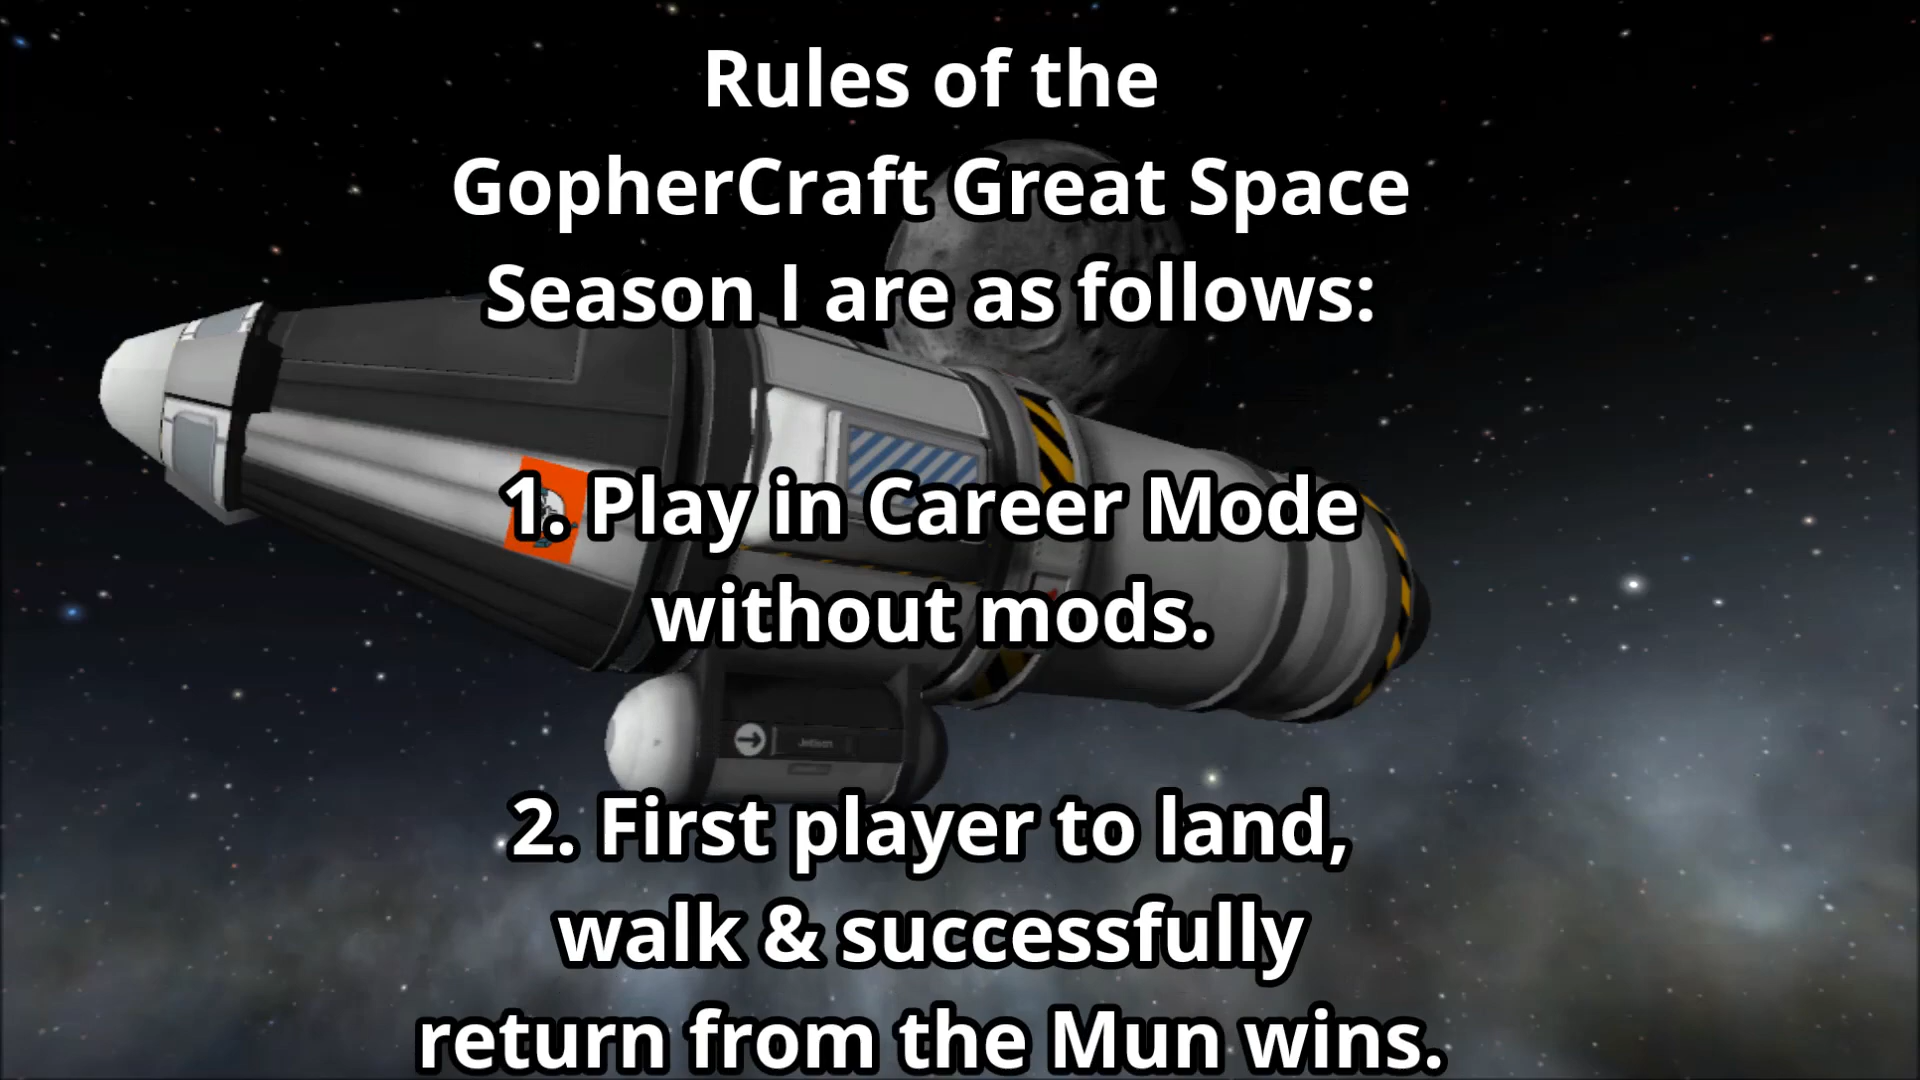 Rules of the
GopherCraft Great Space
Season I are as follows:
1. Play in Career Mode
without mods.
Jettison
2. First player to land,
walk & successfully
return from the Mun wins.